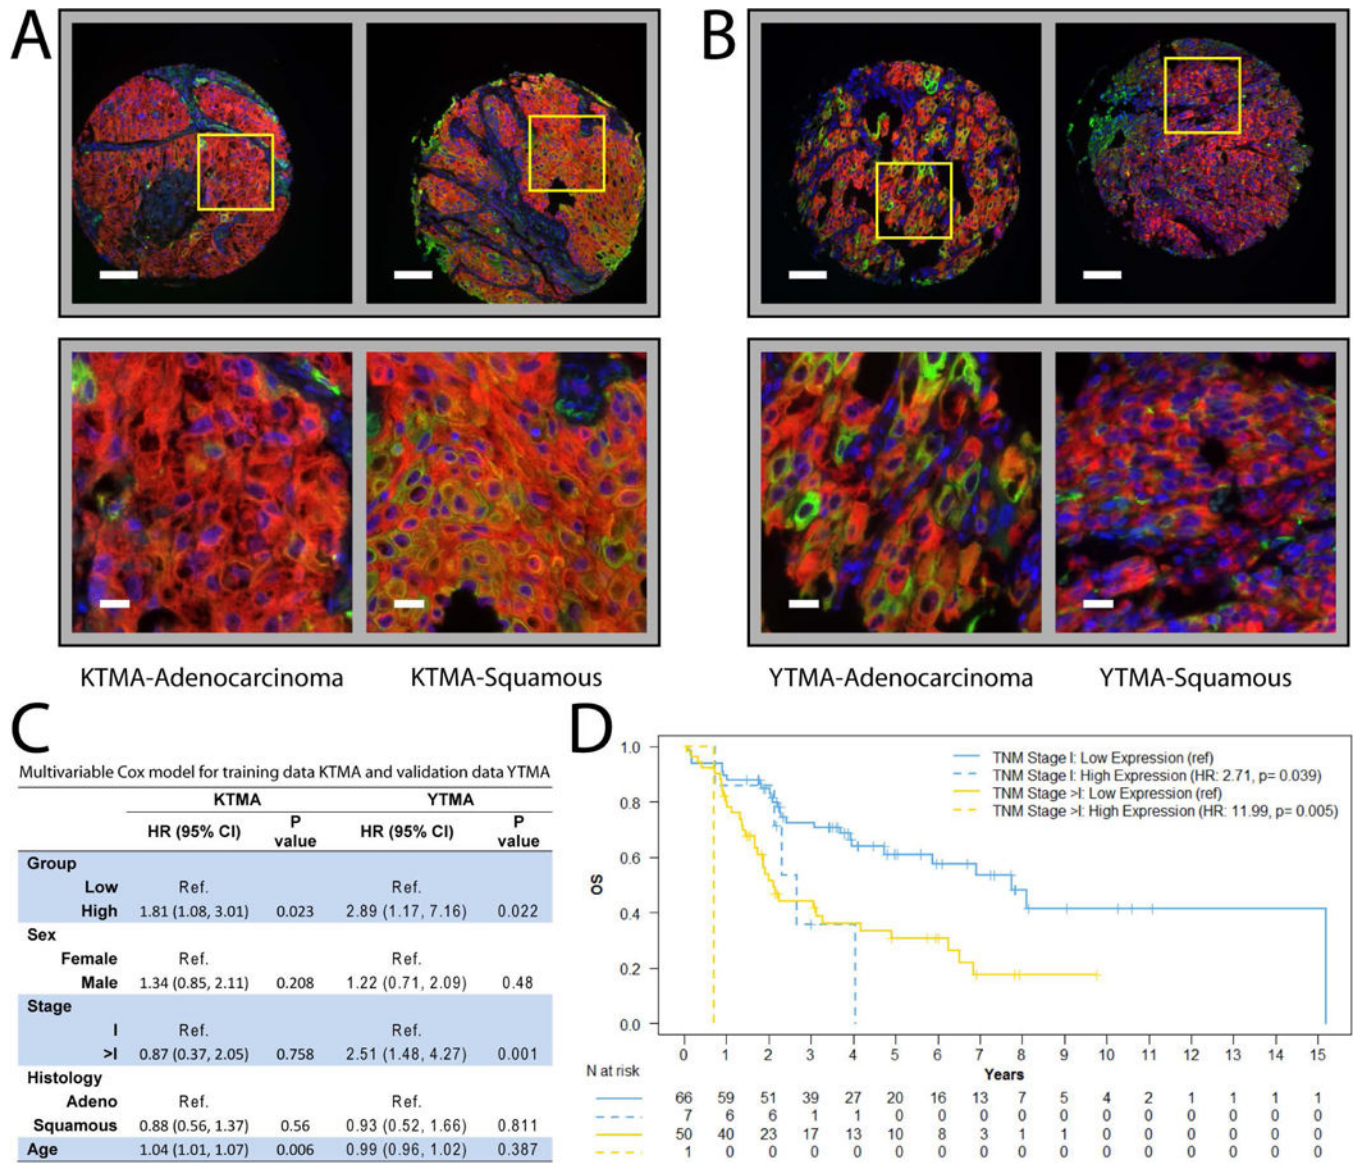 A
B
KTMA-Adenocarcinoma
KTMA-Squamous
YTMA-Adenocarcinoma
YTMA-Squamous
C
Multivariable Cox model for training data KTMA and validation data YTMA
KTMA YTMA
HR (95% CI) P value HR (95% CI) P value
Group
Low Ref. Ref.
High 1.81 (1.08, 3.01) 0.023 2.89 (1.17, 7.16) 0.022
Sex
Female Ref. Ref.
Male 1.34 (0.85, 2.11) 0.208 1.22 (0.71, 2.09) 0.48
Stage
I Ref. Ref.
>I 0.87 (0.37, 2.05) 0.758 2.51 (1.48, 4.27) 0.001
Histology
Adeno Ref. Ref.
Squamous 0.88 (0.56, 1.37) 0.56 0.93 (0.52, 1.66) 0.811
Age 1.04 (1.01, 1.07) 0.006 0.99 (0.96, 1.02) 0.387
D
TNM Stage I: Low Expression (ref)
TNM Stage I: High Expression (HR: 2.71, p= 0.039)
TNM Stage >I: Low Expression (ref)
TNM Stage >I: High Expression (HR: 11.99, p= 0.005)
1.0
0.8
0.6
0.4
0.2
0.0
OS
0 1 2 3 4 5 6 7 8 9 10 11 12 13 14 15
Years
N at risk
66 59 51 39 27 20 16 13 7 5 4 2 1 1 1 1
7 6 6 1 1 0 0 0 0 0 0 0 0 0 0 0
50 40 23 17 13 10 8 3 1 1 0 0 0 0 0 0
1 0 0 0 0 0 0 0 0 0 0 0 0 0 0 0